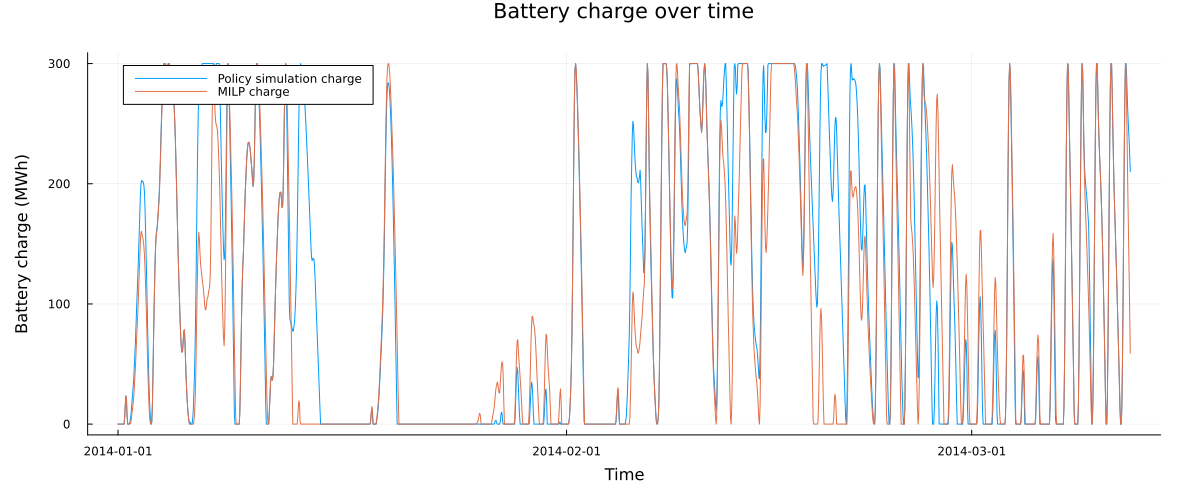 Battery charge over time
Battery charge (MWh)
300
200
100
0
Policy simulation charge
MILP charge
2014-01-01
2014-02-01
2014-03-01
Time